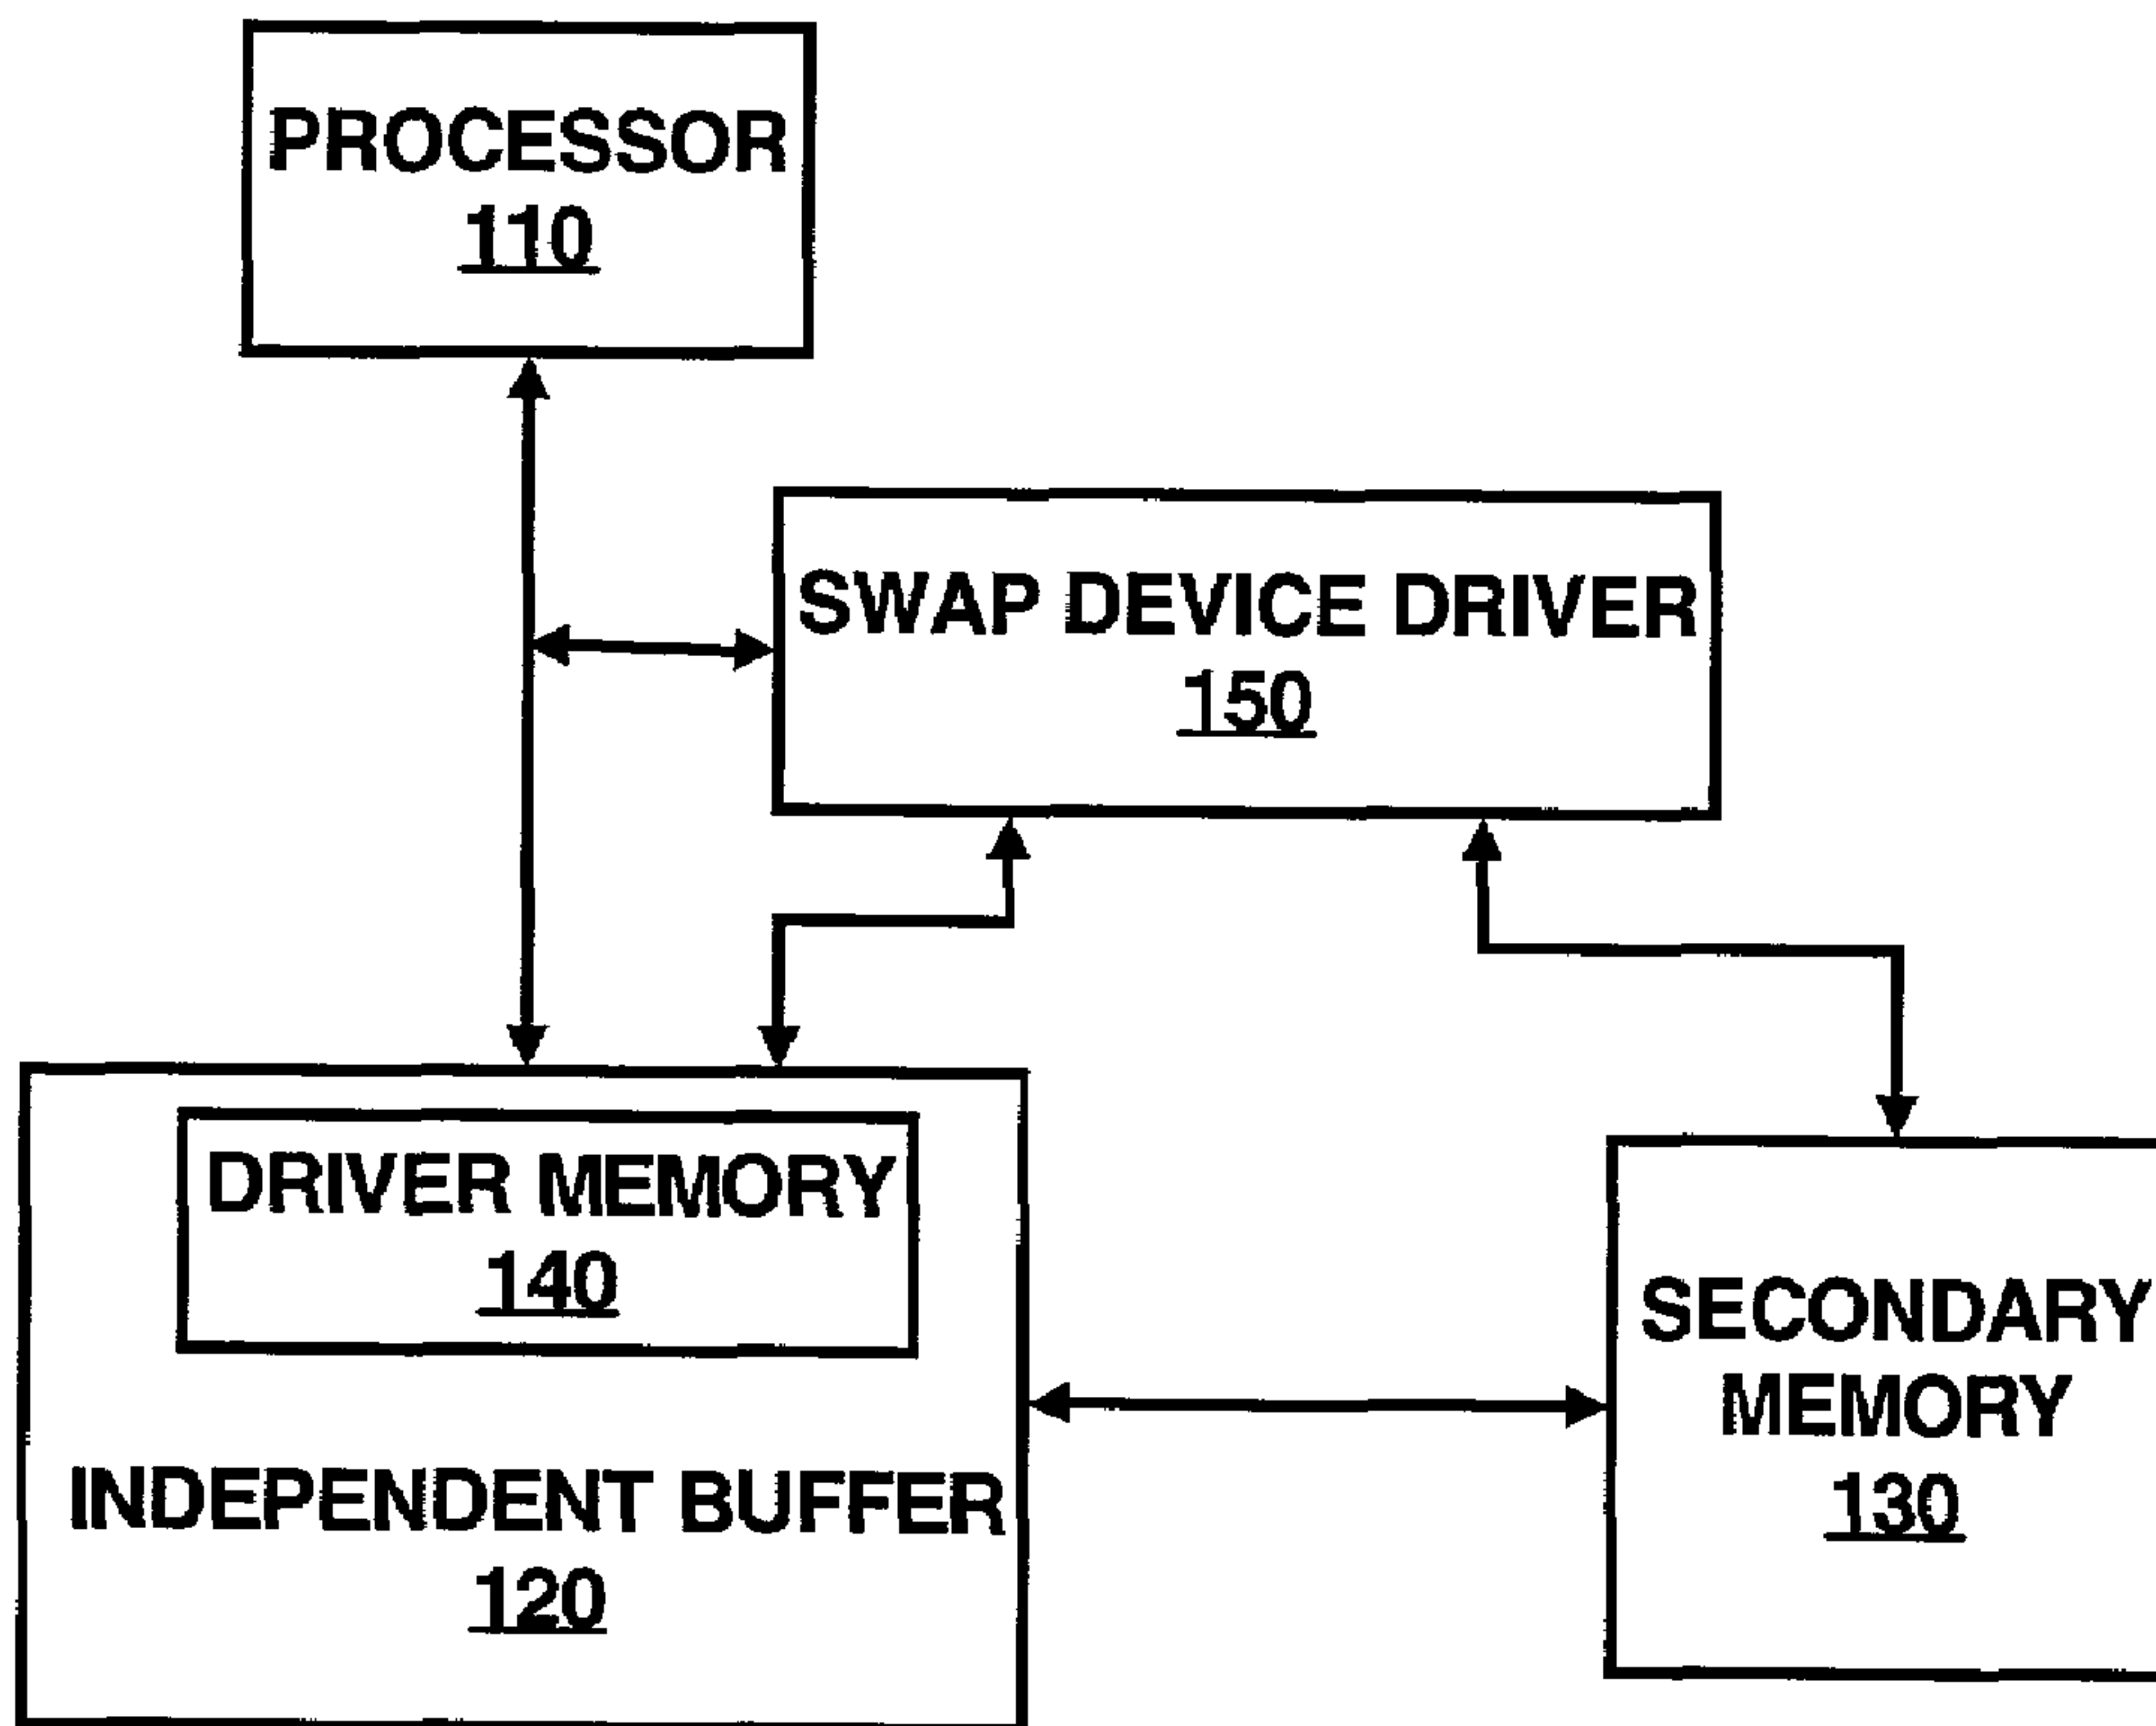 PROCESSOR
110
SWAP DEVICE DRIVER
150
DRIVER MEMORY
140
INDEPENDENT BUFFER
120
SECONDARY
MEMORY
130